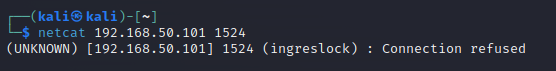 ┌──(kali㉿kali)-[~]
└─$ netcat 192.168.50.101 1524
(UNKNOWN) [192.168.50.101] 1524 (ingreslock) : Connection refused